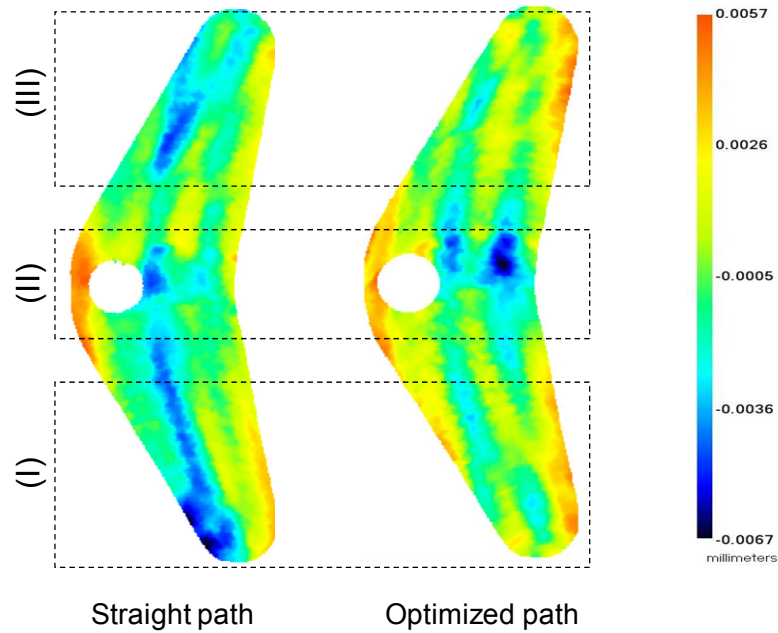 0.0057
(III)
0.0026
(II)
-0.0005
-0.0036
(I)
-0.0067
millimeters
Straight path
Optimized path